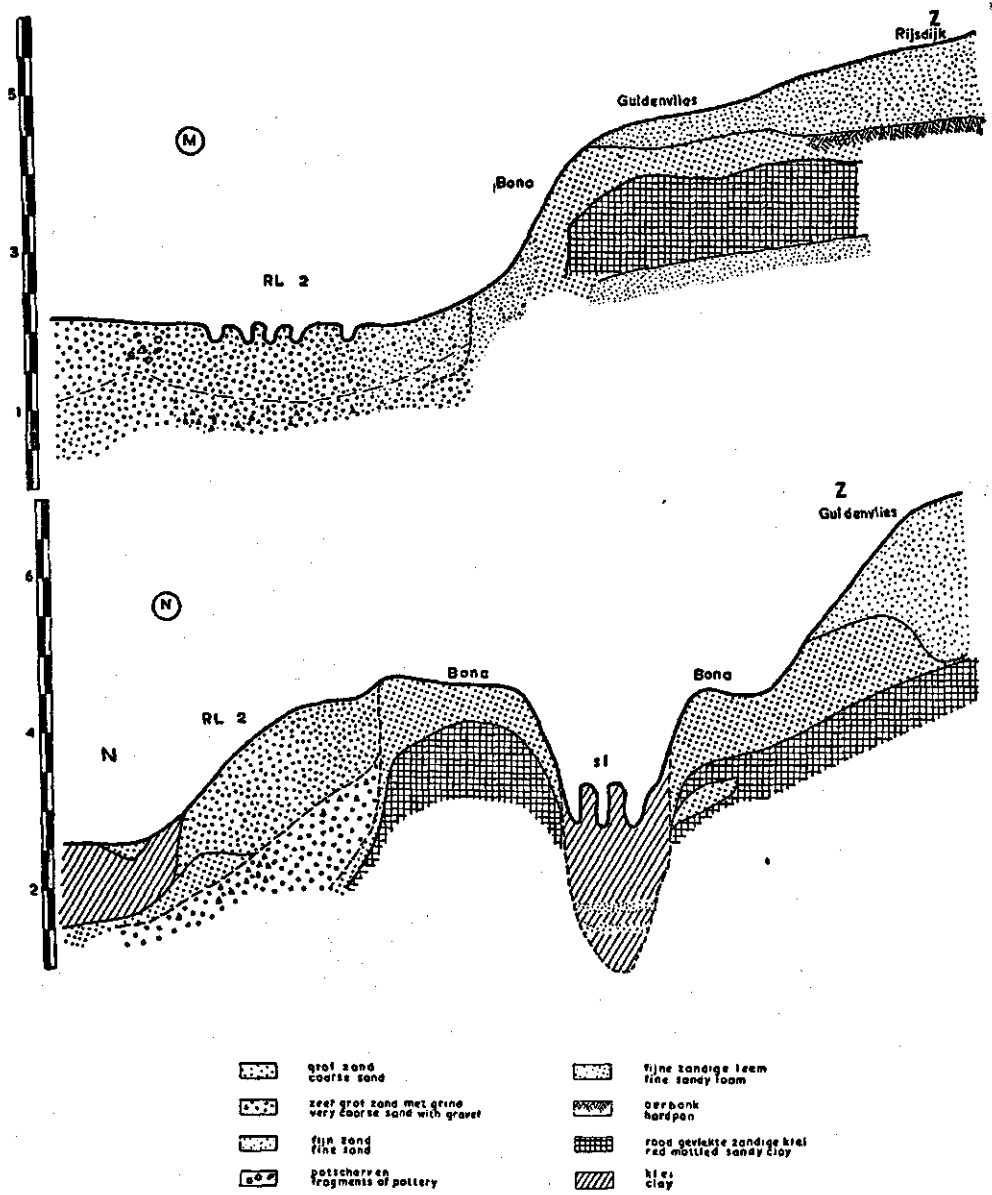 Z
Rijsdijk
5
Guldenvlies
M
Bona
3
RL 2
1
Z
Guldenvlies
6
N
Bona
Bona
RL 2
4
N
sl
2
grof zand
coarse sand
zeer grof zand met grind
very coarse sand with gravel
fijn zand
fine sand
potscherven
fragments of pottery
fijne zandige leem
fine sandy loam
oerbank
hardpan
rood gevlekte zandige klei
red mottled sandy clay
klei
clay